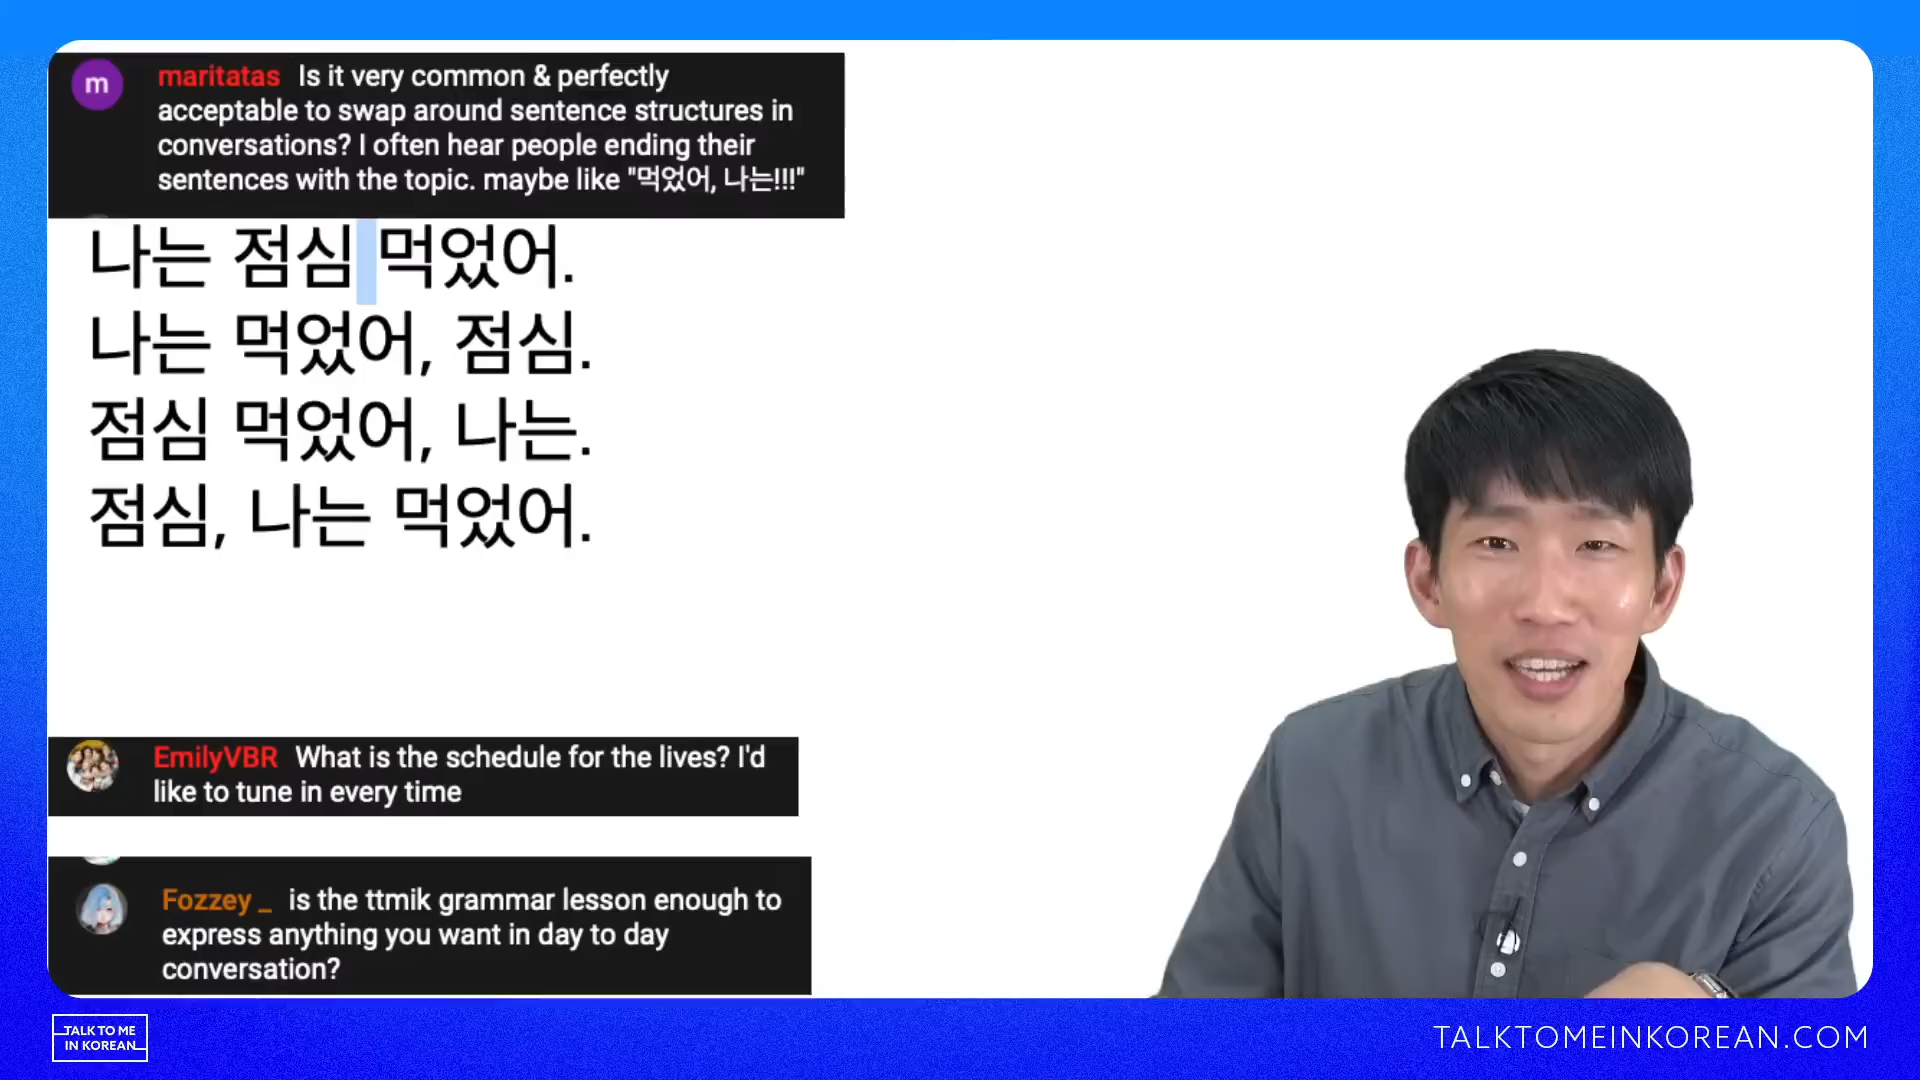 m
maritatas Is it very common & perfectly
acceptable to swap around sentence structures in
conversations? I often hear people ending their
sentences with the topic. maybe like "먹었어, 나는!!!"
나는 점심 먹었어.
나는 먹었어, 점심.
점심 먹었어, 나는.
점심, 나는 먹었어.
EmilyVBR What is the schedule for the lives? I'd
like to tune in every time
Fozzey _ is the ttmik grammar lesson enough to
express anything you want in day to day
conversation?
TALK TO ME
IN KOREAN
TALKTOMEINKOREAN.COM